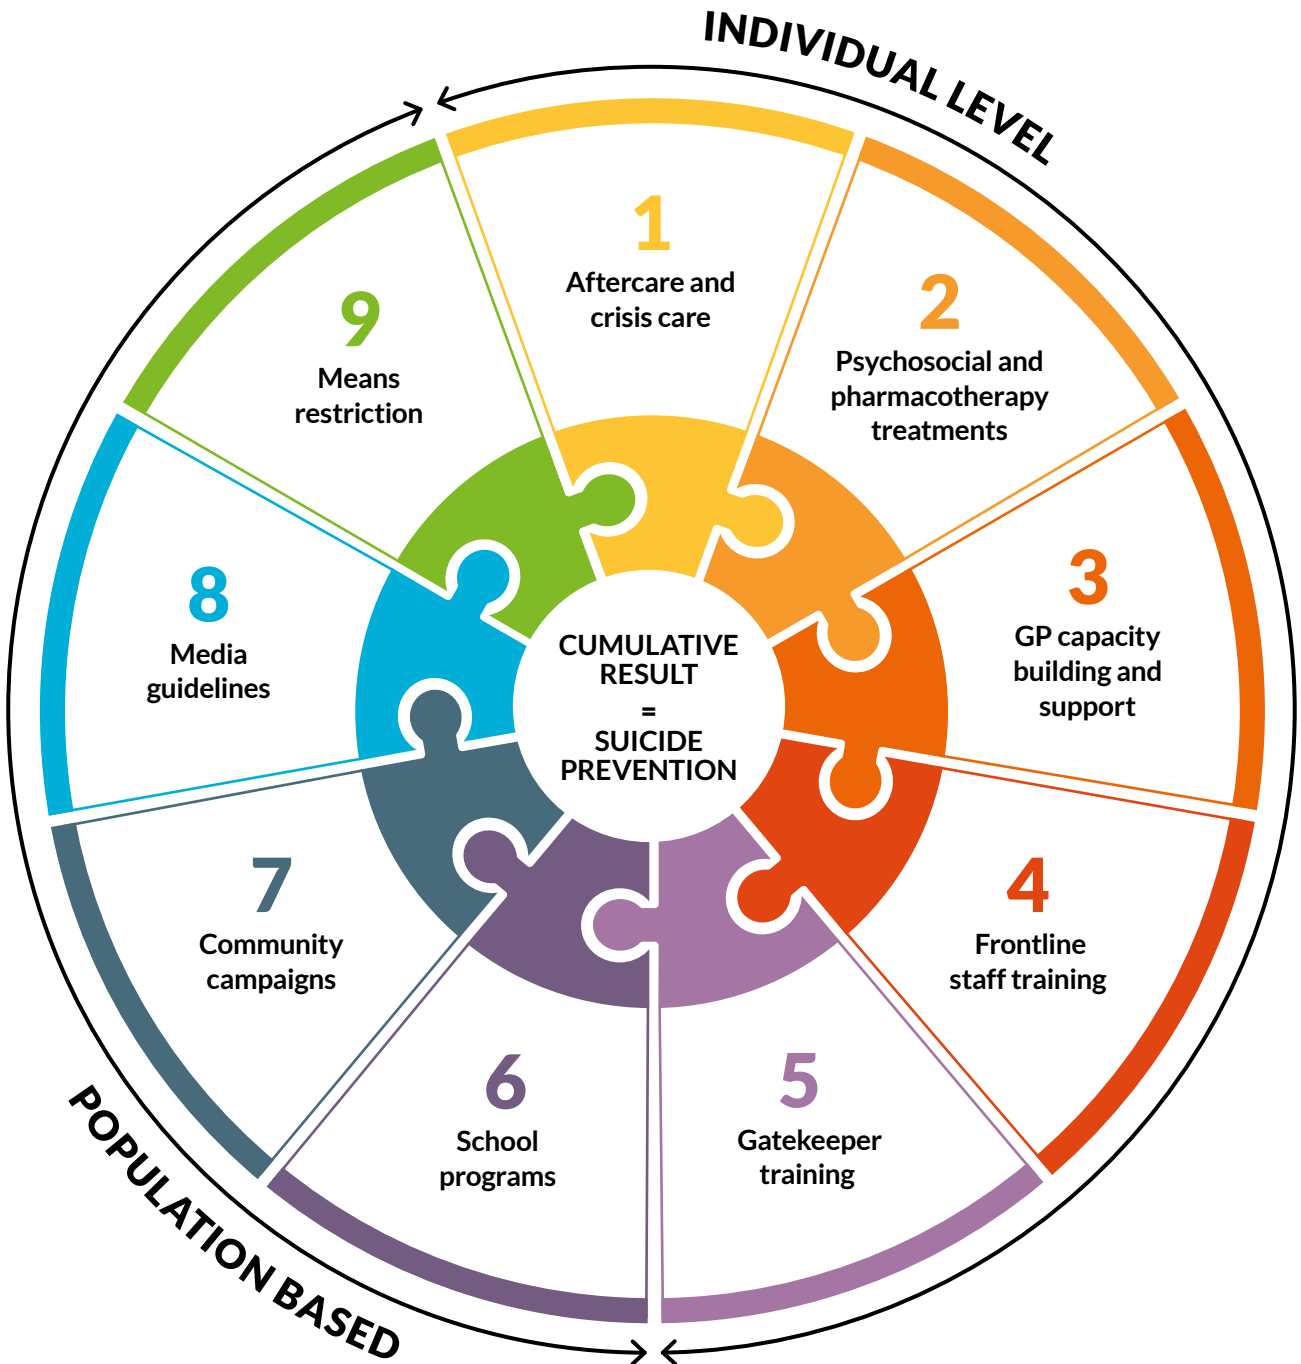 INDIVIDUAL LEVEL
1
Aftercare and
crisis care
2
Psychosocial and
pharmacotherapy
treatments
3
GP capacity
building and
support
4
Frontline
staff training
5
Gatekeeper
training
6
School
programs
7
Community
campaigns
8
Media
guidelines
9
Means
restriction
CUMULATIVE
RESULT
=
SUICIDE
PREVENTION
POPULATION BASED